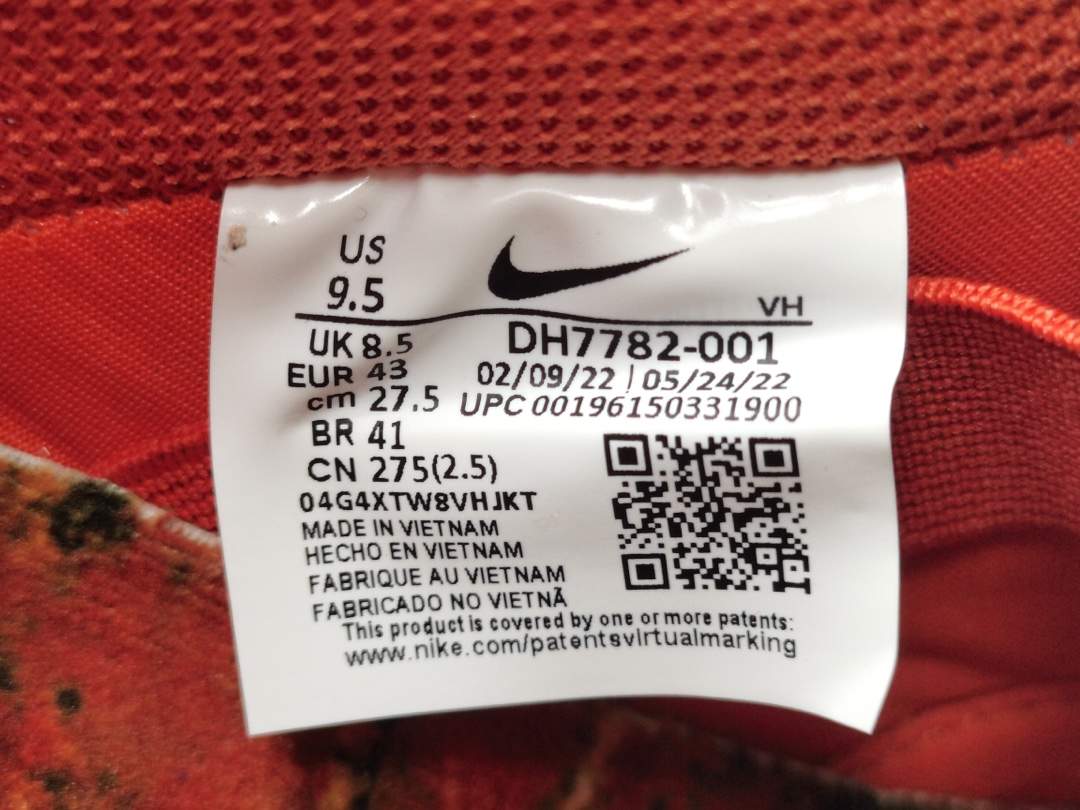 US
9.5
VH
UK 8.5
DH7782-001
EUR 43
02/09/22 | 05/24/22
cm 27.5
UPC 00196150331900
BR 41
CN 275(2.5)
04G4XTW8VHJKT
MADE IN VIETNAM
HECHO EN VIETNAM
FABRIQUE AU VIETNAM
FABRICADO NO VIETNÃ
This product is covered by one or more patents:
www.nike.com/patentsvirtualmarking